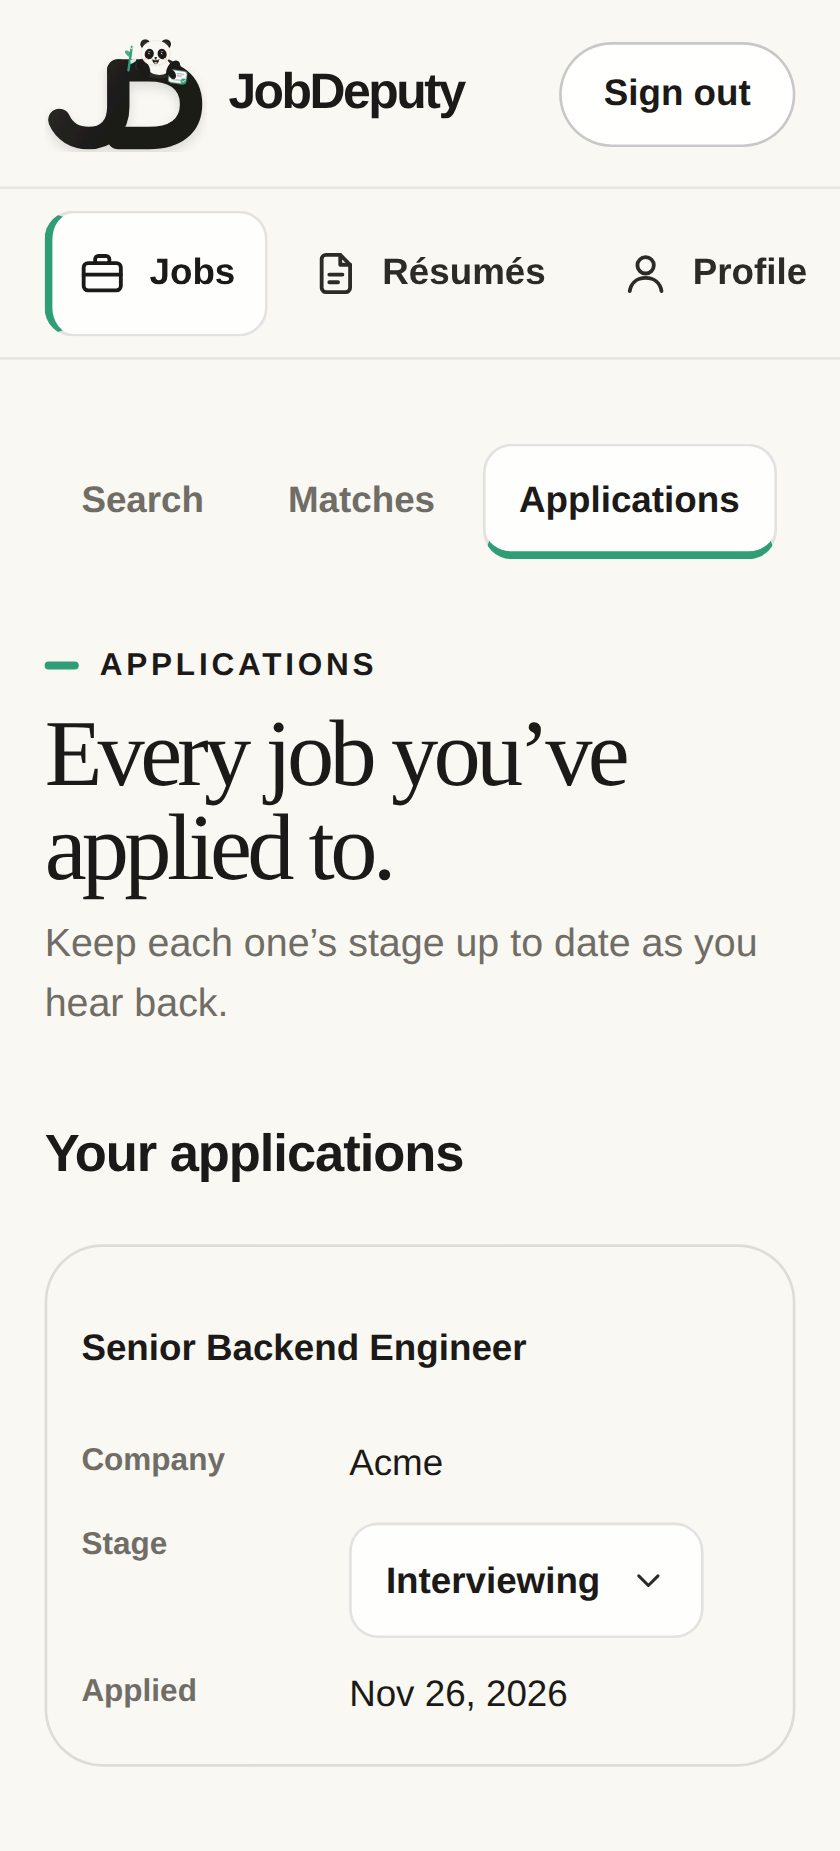 JobDeputy
Sign out
Jobs
Résumés
Profile
Search
Matches
Applications
APPLICATIONS
Every job you’ve
applied to.
Keep each one’s stage up to date as you
hear back.
Your applications
Senior Backend Engineer
Company
Acme
Stage
Interviewing
Applied
Nov 26, 2026